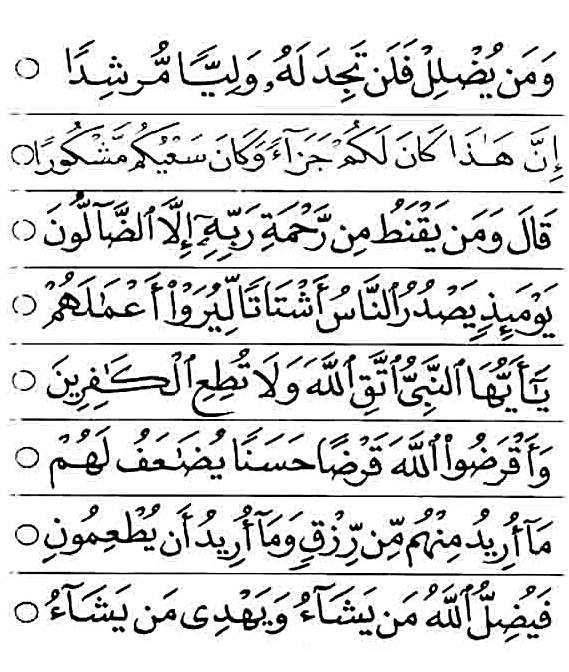 وَمَن يُضْلِلْ فَلَن تَجِدَ لَهُۥ وَلِيًّا مُّرْشِدًا ○
إِنَّ هَـٰذَا كَانَ لَكُمْ جَزَآءً وَكَانَ سَعْيُكُم مَّشْكُورًا ○
قَالَ وَمَن يَقْنَطُ مِن رَّحْمَةِ رَبِّهِۦٓ إِلَّا ٱلضَّآلُّونَ ○
يَوْمَئِذٍ يَصْدُرُ ٱلنَّاسُ أَشْتَاتًا لِّيُرَوْا۟ أَعْمَـٰلَهُمْ ○
يَـٰٓأَيُّهَا ٱلنَّبِىُّ ٱتَّقِ ٱللَّهَ وَلَا تُطِعِ ٱلْكَـٰفِرِينَ ○
وَأَقْرَضُوا۟ ٱللَّهَ قَرْضًا حَسَنًا يُضَـٰعَفُ لَهُمْ ○
مَآ أُرِيدُ مِنْهُم مِّن رِّزْقٍ وَمَآ أُرِيدُ أَن يُطْعِمُونِ ○
فَيُضِلُّ ٱللَّهُ مَن يَشَآءُ وَيَهْدِى مَن يَشَآءُ ○